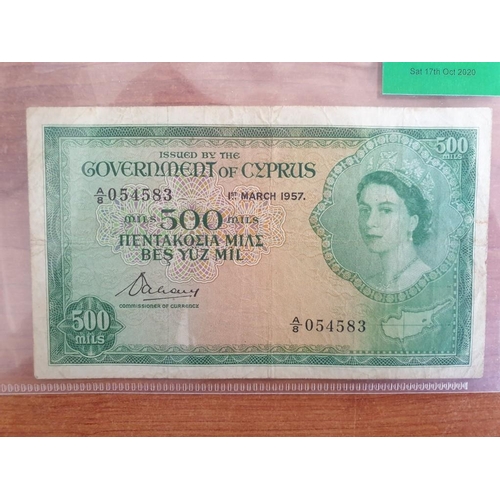 Sat 17th Oct 2020
ISSUED BY THE
GOVERNMENT OF CYPRUS
A/8 054583 1ST MARCH 1957.
MILS 500 MILS
ΠΕΝΤΑΚΟΣΙΑ ΜΙΛΣ
BEŞ YÜZ MİL
COMMISSIONER OF CURRENCY
500 MILS
500 MILS
A/8 054583